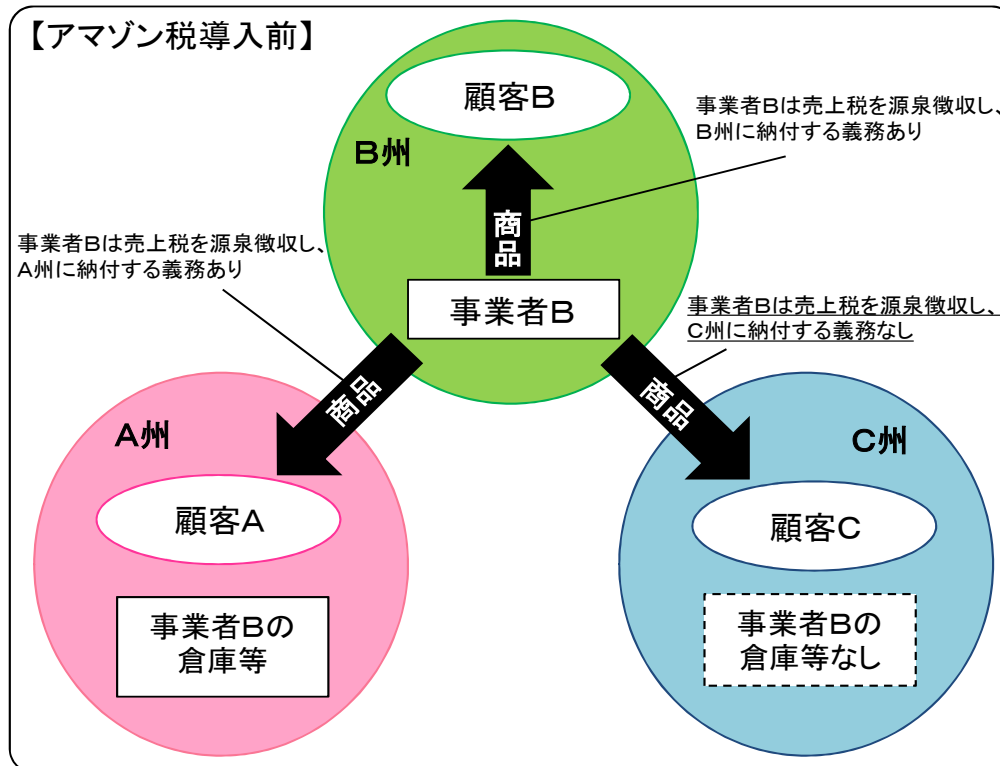 【アマゾン税導入前】
顧客B
B州
商品
事業者B
事業者Bは売上税を源泉徴収し、
B州に納付する義務あり
事業者Bは売上税を源泉徴収し、
A州に納付する義務あり
事業者Bは売上税を源泉徴収し、
C州に納付する義務なし
商品
商品
A州
顧客A
事業者Bの
倉庫等
C州
顧客C
事業者Bの
倉庫等なし